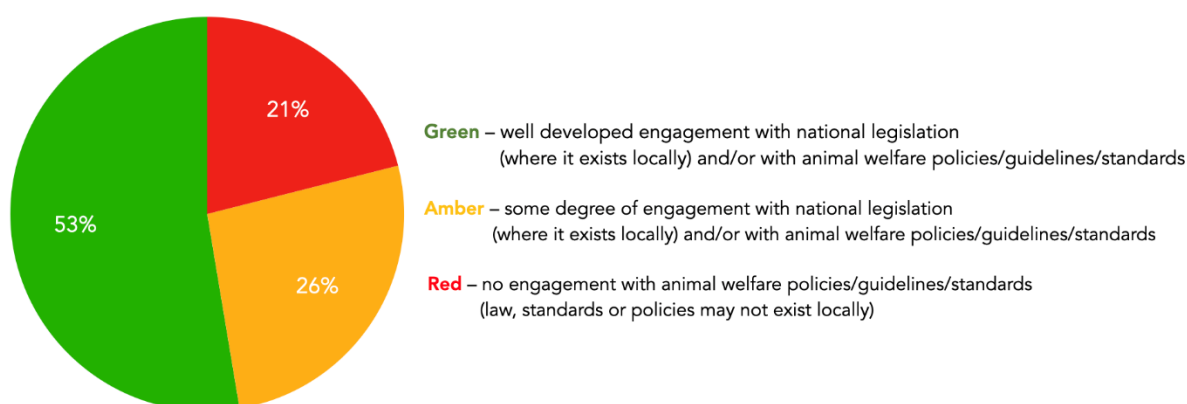 21%
53%
26%
Green – well developed engagement with national legislation
(where it exists locally) and/or with animal welfare policies/guidelines/standards
Amber – some degree of engagement with national legislation
(where it exists locally) and/or with animal welfare policies/guidelines/standards
Red – no engagement with animal welfare policies/guidelines/standards
(law, standards or policies may not exist locally)